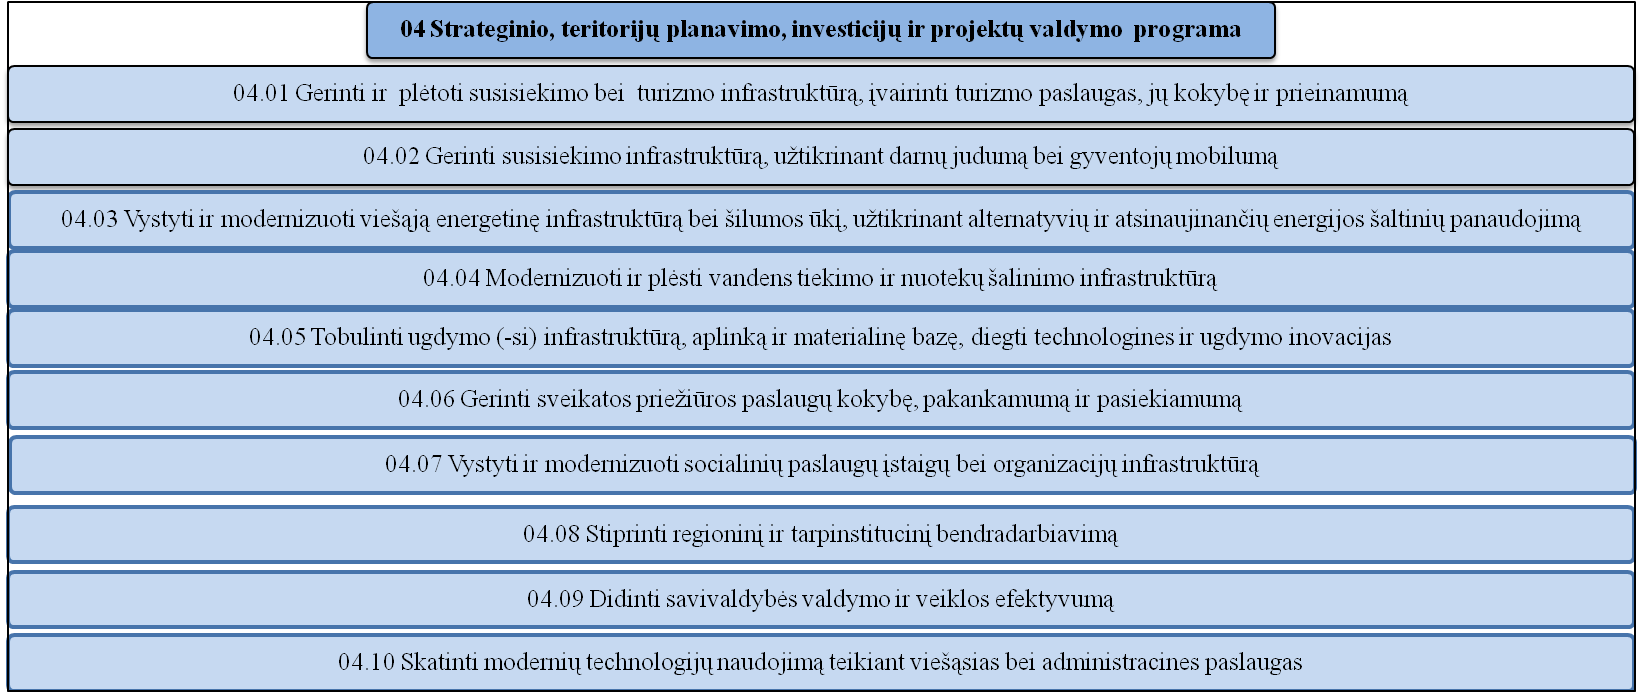 04 Strateginio, teritorijų planavimo, investicijų ir projektų valdymo programa
04.01 Gerinti ir plėtoti susisiekimo bei turizmo infrastruktūrą, įvairinti turizmo paslaugas, jų kokybę ir prieinamumą
04.02 Gerinti susisiekimo infrastruktūrą, užtikrinant darnų judumą bei gyventojų mobilumą
04.03 Vystyti ir modernizuoti viešąją energetinę infrastruktūrą bei šilumos ūkį, užtikrinant alternatyvių ir atsinaujinančių energijos šaltinių panaudojimą
04.04 Modernizuoti ir plėsti vandens tiekimo ir nuotekų šalinimo infrastruktūrą
04.05 Tobulinti ugdymo (-si) infrastruktūrą, aplinką ir materialinę bazę, diegti technologines ir ugdymo inovacijas
04.06 Gerinti sveikatos priežiūros paslaugų kokybę, pakankamumą ir pasiekiamumą
04.07 Vystyti ir modernizuoti socialinių paslaugų įstaigų bei organizacijų infrastruktūrą
04.08 Stiprinti regioninį ir tarpinstitucinį bendradarbiavimą
04.09 Didinti savivaldybės valdymo ir veiklos efektyvumą
04.10 Skatinti modernių technologijų naudojimą teikiant viešąsias bei administracines paslaugas